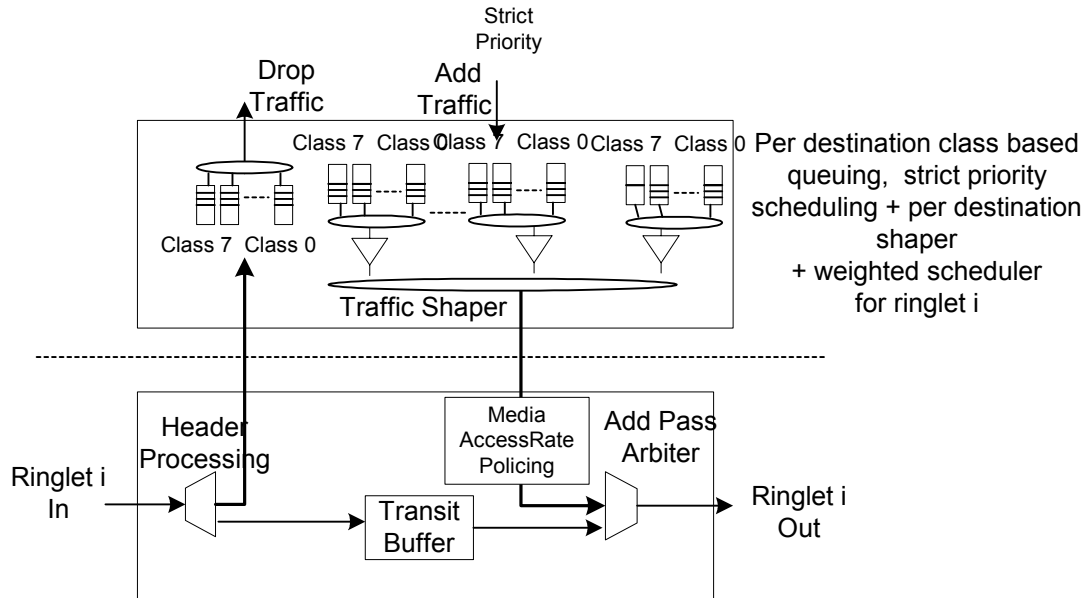 Strict
Priority
Drop
Traffic
Add
Traffic
Class 7 Class 0 Class 7 Class 0 Class 7 Class 0
Class 7 Class 0
Per destination class based
queuing, strict priority
scheduling + per destination
shaper
+ weighted scheduler
for ringlet i
Traffic Shaper
Header
Processing
Media
AccessRate
Policing
Add Pass
Arbiter
Ringlet i
In
Transit
Buffer
Ringlet i
Out